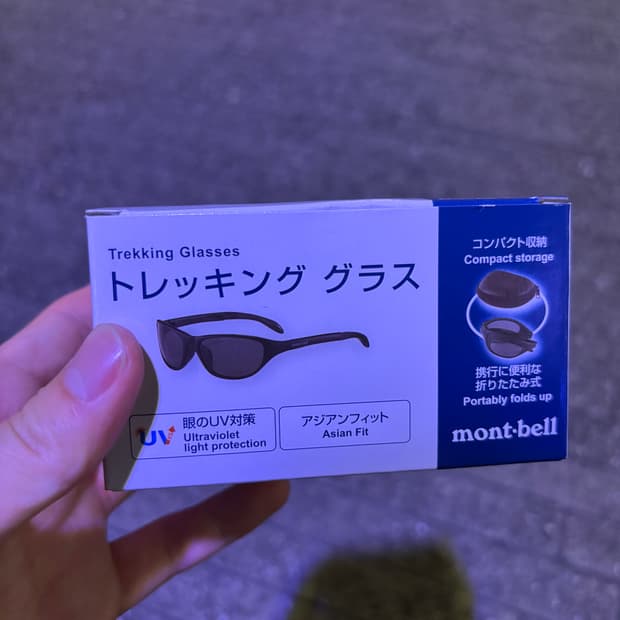 Trekking Glasses
トレッキング グラス
UV
眼のUV対策
Ultraviolet
light protection
アジアンフィット
Asian Fit
コンパクト収納
Compact storage
携行に便利な
折りたたみ式
Portably folds up
mont-bell